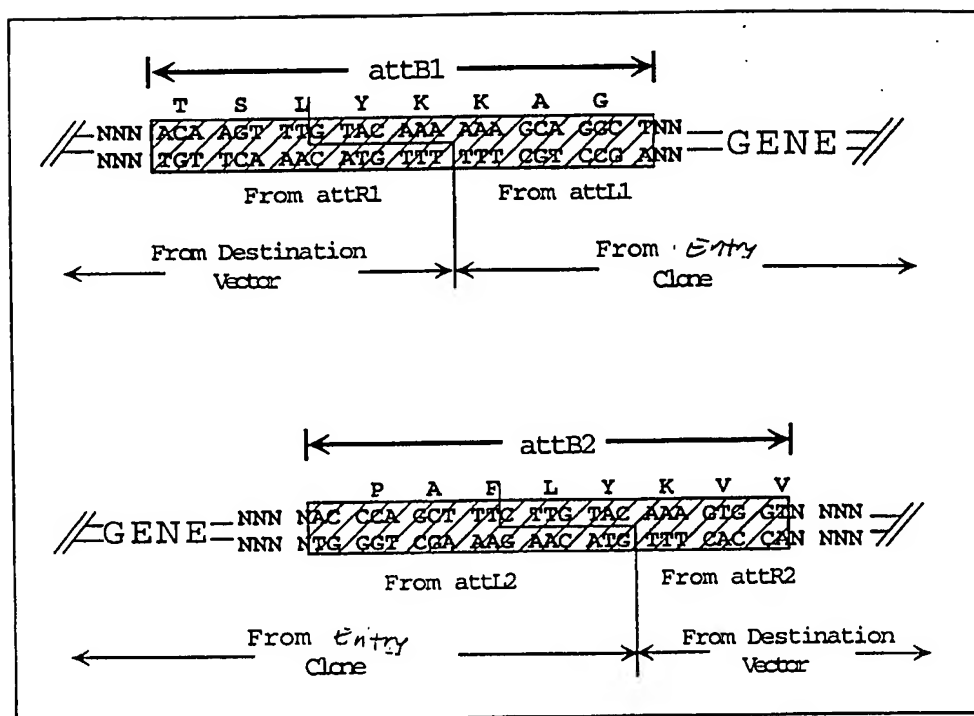 attB1
T S L Y K K A G
NNN ACA AGT TTG TACA AAA AAA GCA GGC TNN GENE
NNN TGT TCA AAC ATG TTT TTT CGT CCG ANN
From attR1 From attL1
From Destination Vector From Entry Clone
attB2
P A F L Y K V V
GENE NNN NAC CCA GCT TTC TTG TAC AAA GTG GTN NNN
NNN NTG GGT CGA AAG AACA ATG TTT CAC CAN NNN
From attL2 From attR2
From Entry Clone From Destination Vector